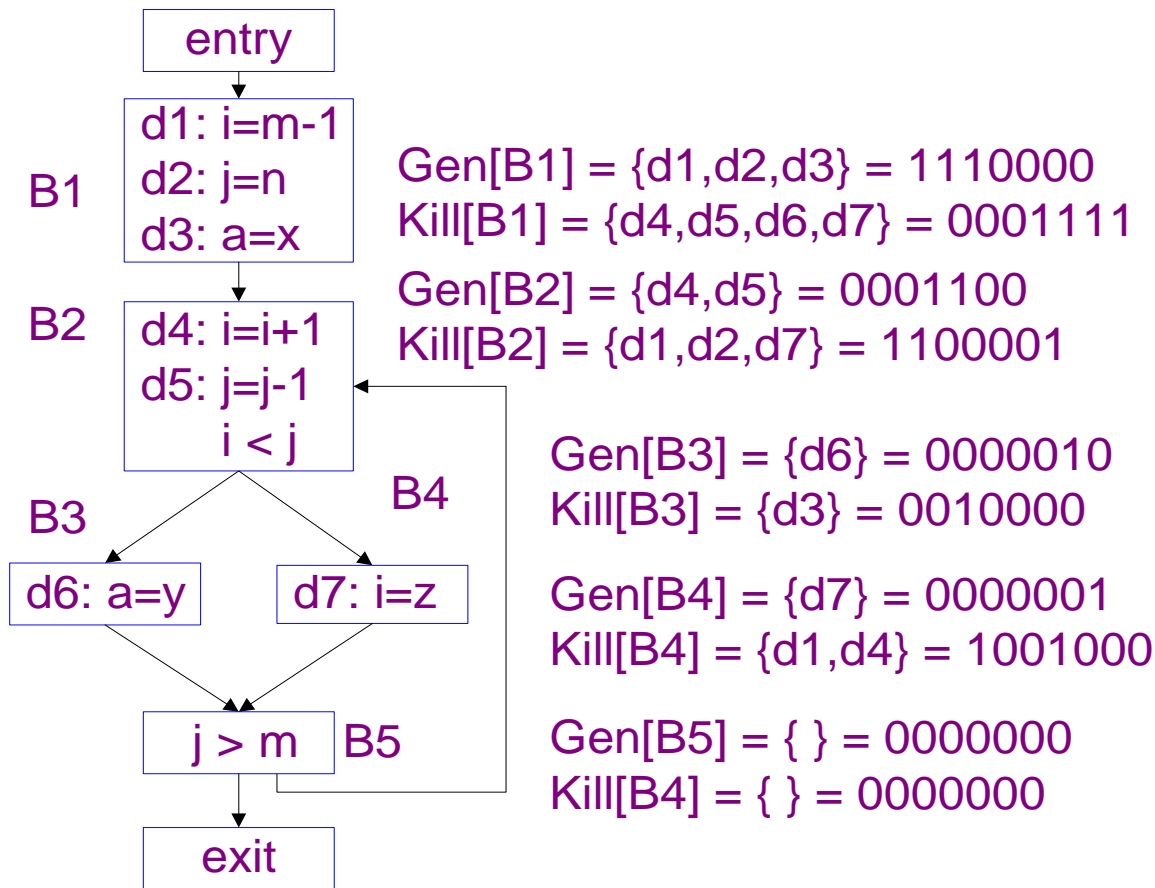 entry
d1: i=m-1
d2: j=n
d3: a=x
B1
Gen[B1] = {d1,d2,d3} = 1110000
Kill[B1] = {d4,d5,d6,d7} = 0001111
B2
d4: i=i+1
d5: j=j-1
i < j
Gen[B2] = {d4,d5} = 0001100
Kill[B2] = {d1,d2,d7} = 1100001
B3
B4
d6: a=y
d7: i=z
Gen[B3] = {d6} = 0000010
Kill[B3] = {d3} = 0010000
Gen[B4] = {d7} = 0000001
Kill[B4] = {d1,d4} = 1001000
j > m
B5
Gen[B5] = { } = 0000000
Kill[B4] = { } = 0000000
exit